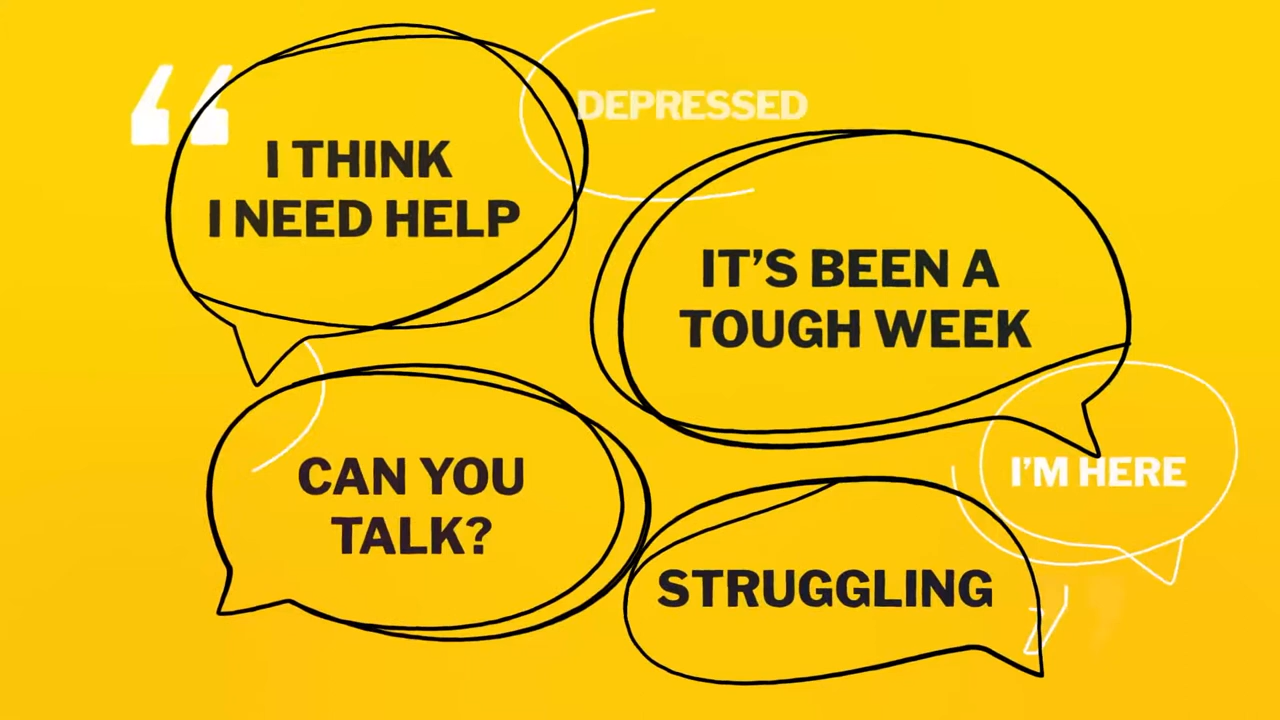 I THINK
I NEED HELP
DEPRESSED
IT'S BEEN A
TOUGH WEEK
CAN YOU
TALK?
I'M HERE
STRUGGLING